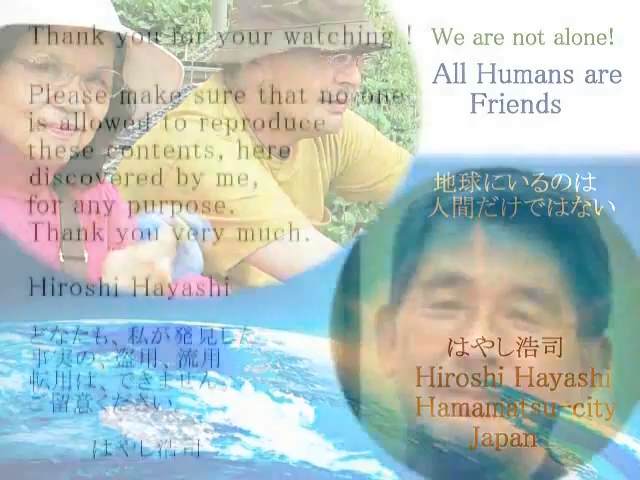 Thank you for your watching !
Please make sure that no one
is allowed to reproduce
these contents, here
discovered by me,
for any purpose.
Thank you very much.
Hiroshi Hayashi
どなたも、私が発見した
事実の、盗用、流用
転用は、できません。
ご留意ください。
はやし浩司
We are not alone!
All Humans are
Friends
地球にいるのは
人間だけではない
はやし浩司
Hiroshi Hayashi
Hamamatsu-city
Japan